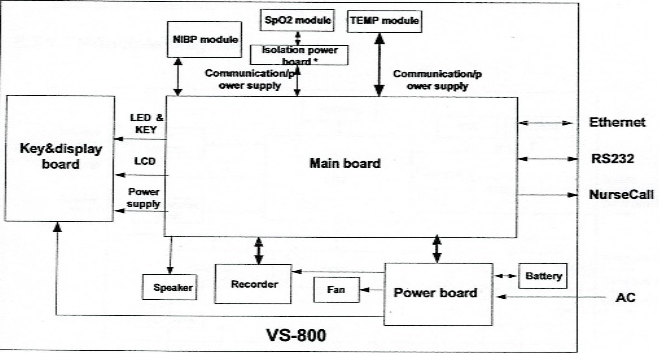 SpO2 module
TEMP module
NIBP module
Isolation power
board *
Communication/p
ower supply
Communication/p
ower supply
LED &
KEY
Key&display
board
LCD
Power
supply
Main board
Ethernet
RS232
NurseCall
Speaker
Recorder
Fan
Power board
Battery
AC
VS-800